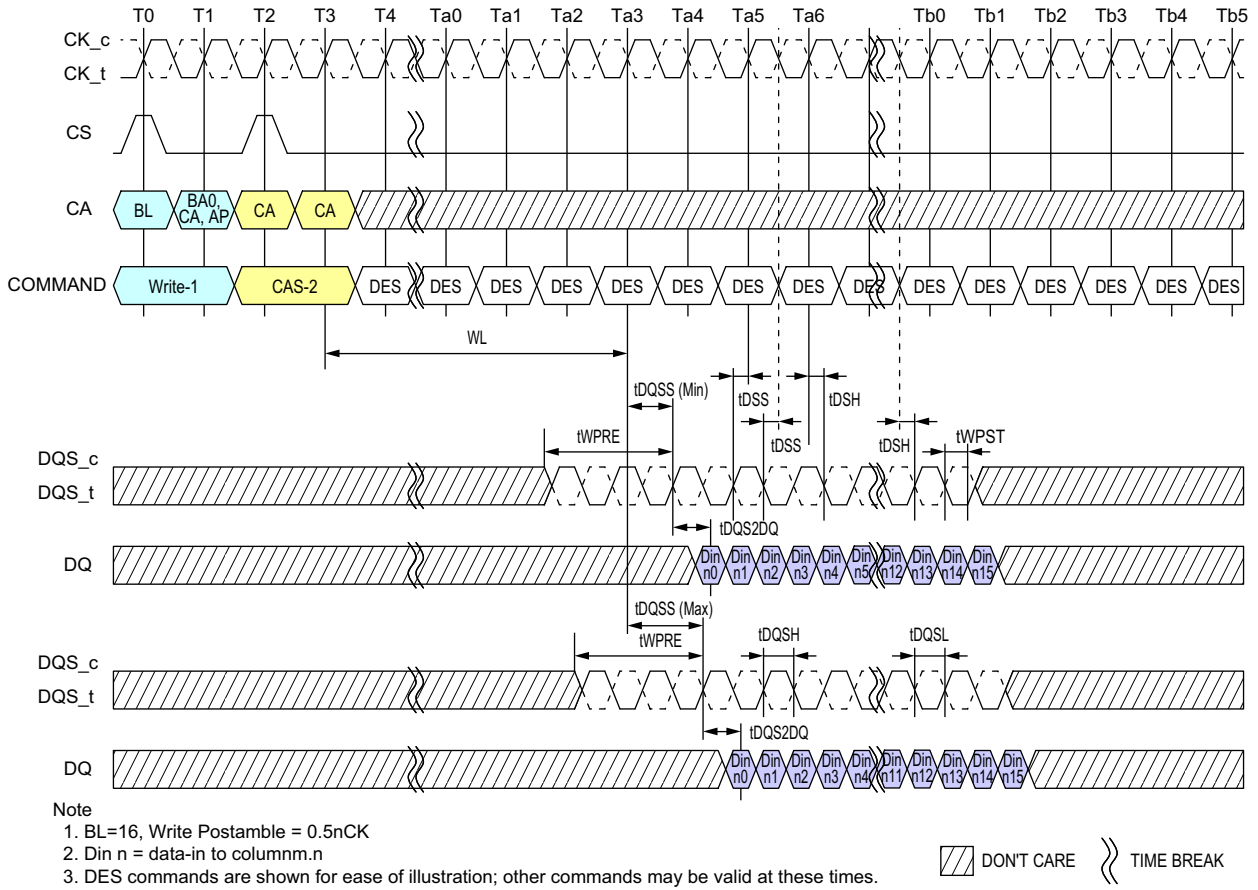 T0 T1 T2 T3 T4 Ta0 Ta1 Ta2 Ta3 Ta4 Ta5 Ta6 Tb0 Tb1 Tb2 Tb3 Tb4 Tb5
CK_c
CK_t
CS
CA BL BA0, CA, AP CA CA
COMMAND Write-1 CAS-2 DES DES DES DES DES DES DES DES DES DES DES DES DES DES DES
WL
tDQSS (Min) tDSS tDSH
tWPRE tDSS tDSH tWPST
DQS_c
DQS_t
tDQS2DQ
DQ Din n0 Din n1 Din n2 Din n3 Din n4 Din n5 Din n12 Din n13 Din n14 Din n15
tDQSS (Max)
tWPRE tDQSH tDQSL
DQS_c
DQS_t
tDQS2DQ
DQ Din n0 Din n1 Din n2 Din n3 Din n4 Din n11 Din n12 Din n13 Din n14 Din n15
Note
1. BL=16, Write Postamble = 0.5nCK
2. Din n = data-in to columnm.n
3. DES commands are shown for ease of illustration; other commands may be valid at these times.
DON'T CARE TIME BREAK